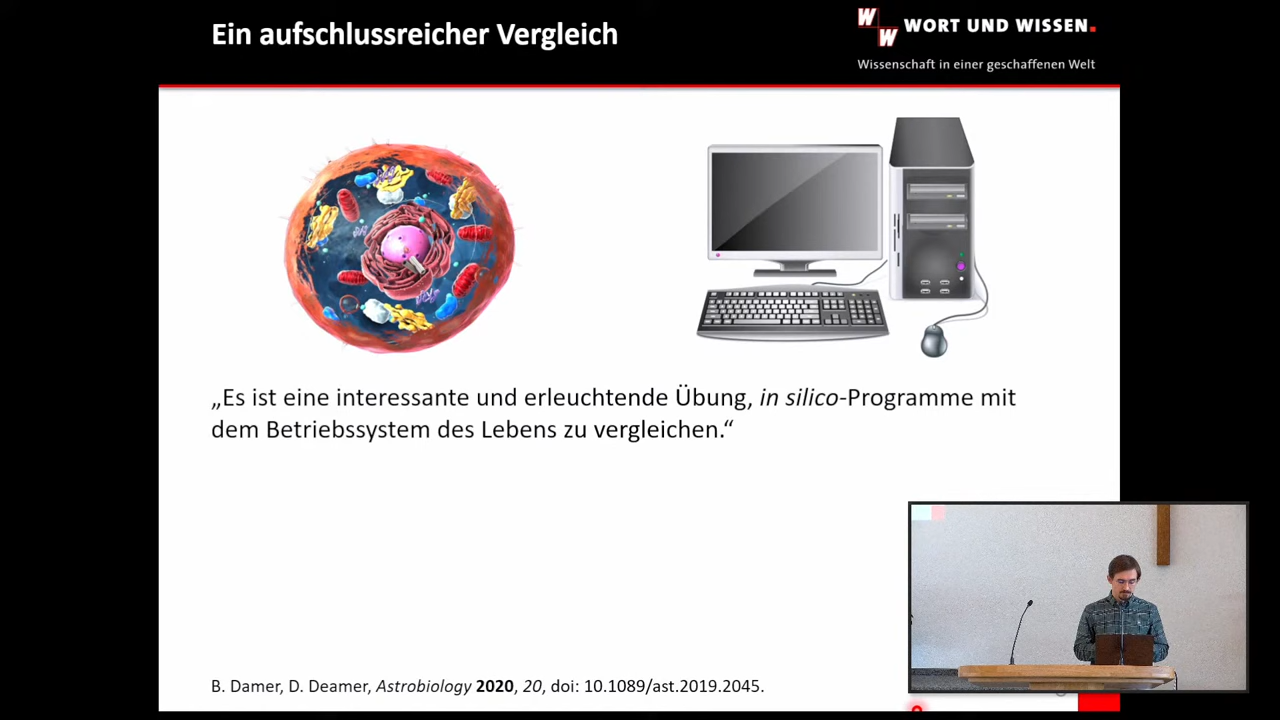 Ein aufschlussreicher Vergleich
W
W
WORT UND WISSEN.
Wissenschaft in einer geschaffenen Welt
„Es ist eine interessante und erleuchtende Übung, in silico-Programme mit
dem Betriebssystem des Lebens zu vergleichen.“
B. Damer, D. Deamer, Astrobiology 2020, 20, doi: 10.1089/ast.2019.2045.